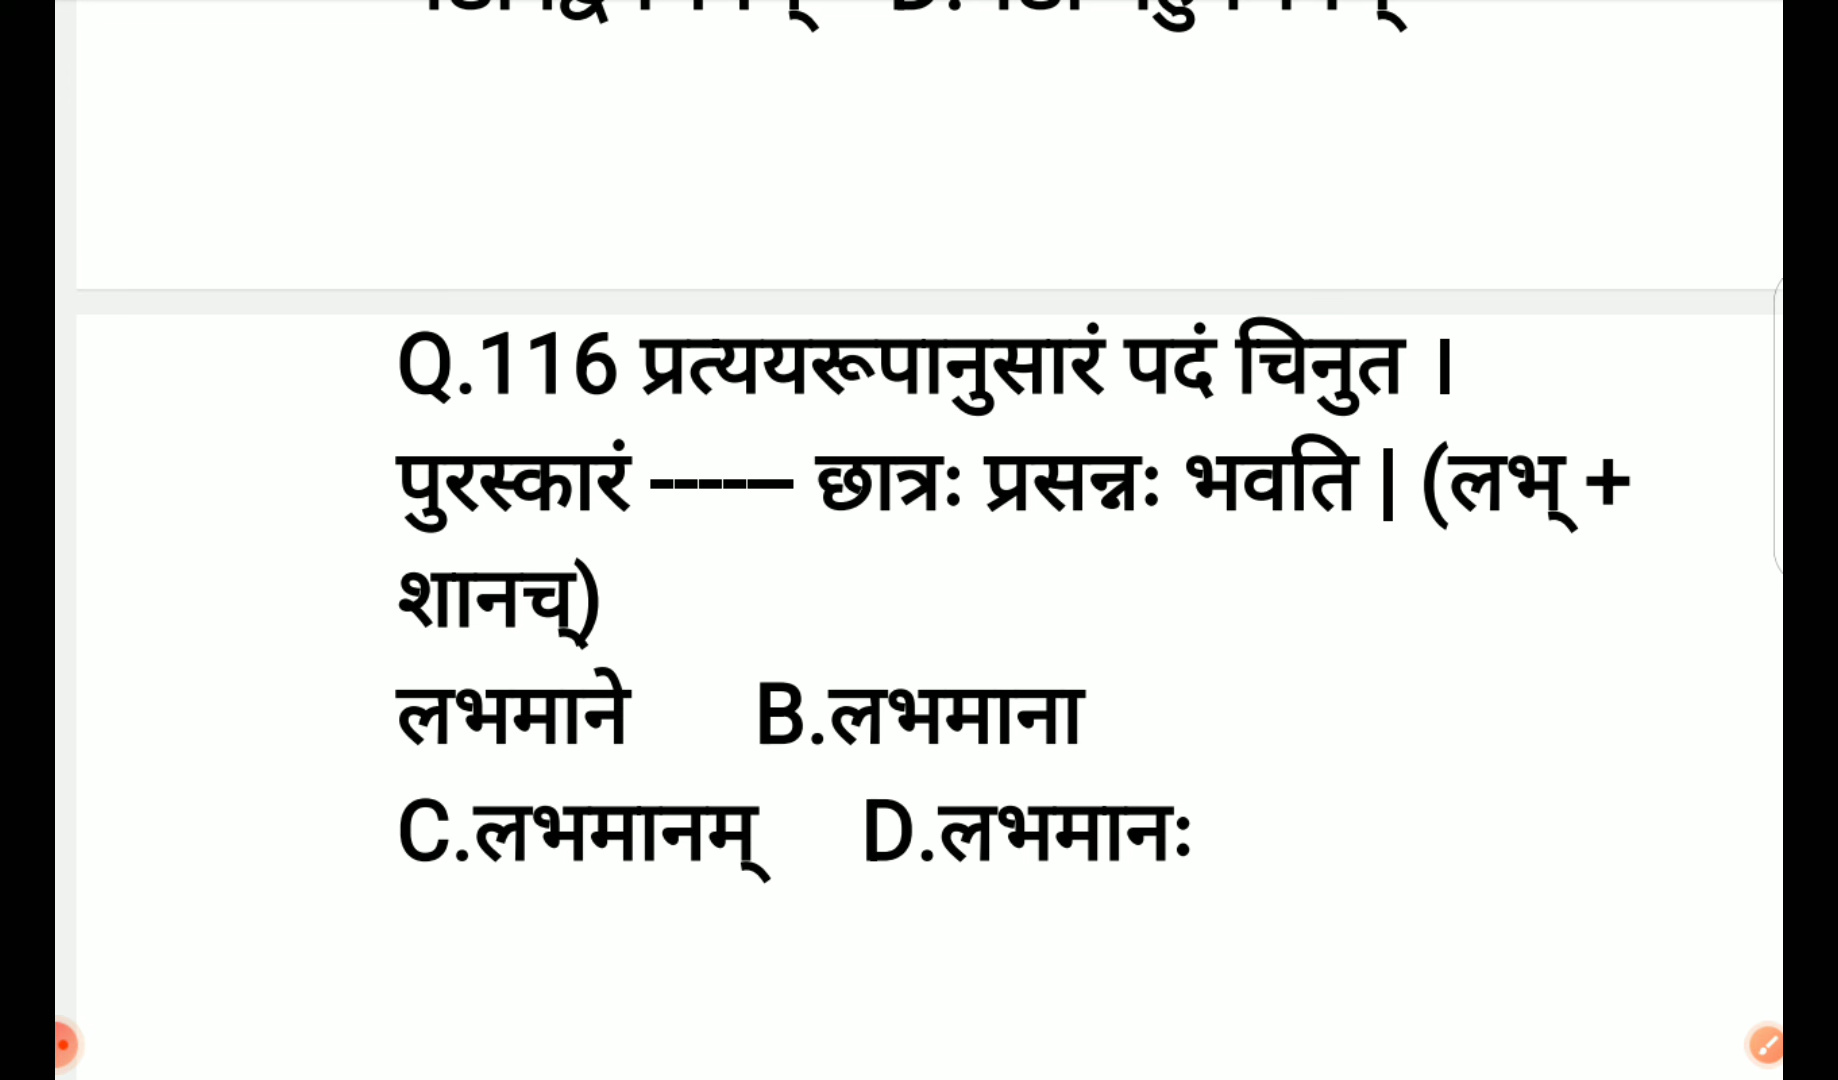 Q.116 प्रत्ययरूपानुसारं पदं चिनुत ।
पुरस्कारं ------ छात्रः प्रसन्नः भवति | (लभ् +
शानच्)
लभमाने B.लभमाना
C.लभमानम् D.लभमानः